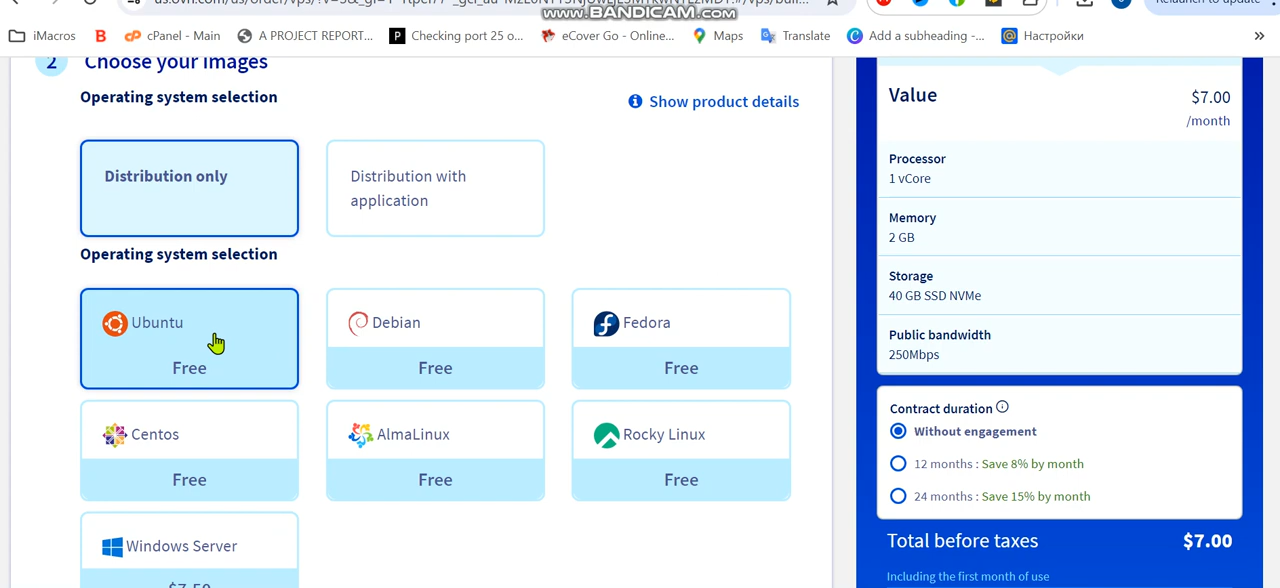 www.BANDICAM.com
iMacros
cPanel - Main
A PROJECT REPORT...
Checking port 25 o...
eCover Go - Online...
Maps
Translate
Add a subheading -...
Настройки
2 Choose your images
Operating system selection
Show product details
Distribution only
Distribution with
application
Operating system selection
Ubuntu
Free
Debian
Free
Fedora
Free
Centos
Free
AlmaLinux
Free
Rocky Linux
Free
Windows Server
$7.50
Value
$7.00
/month
Processor
1 vCore
Memory
2 GB
Storage
40 GB SSD NVMe
Public bandwidth
250Mbps
Contract duration
Without engagement
12 months : Save 8% by month
24 months : Save 15% by month
Total before taxes
$7.00
Including the first month of use